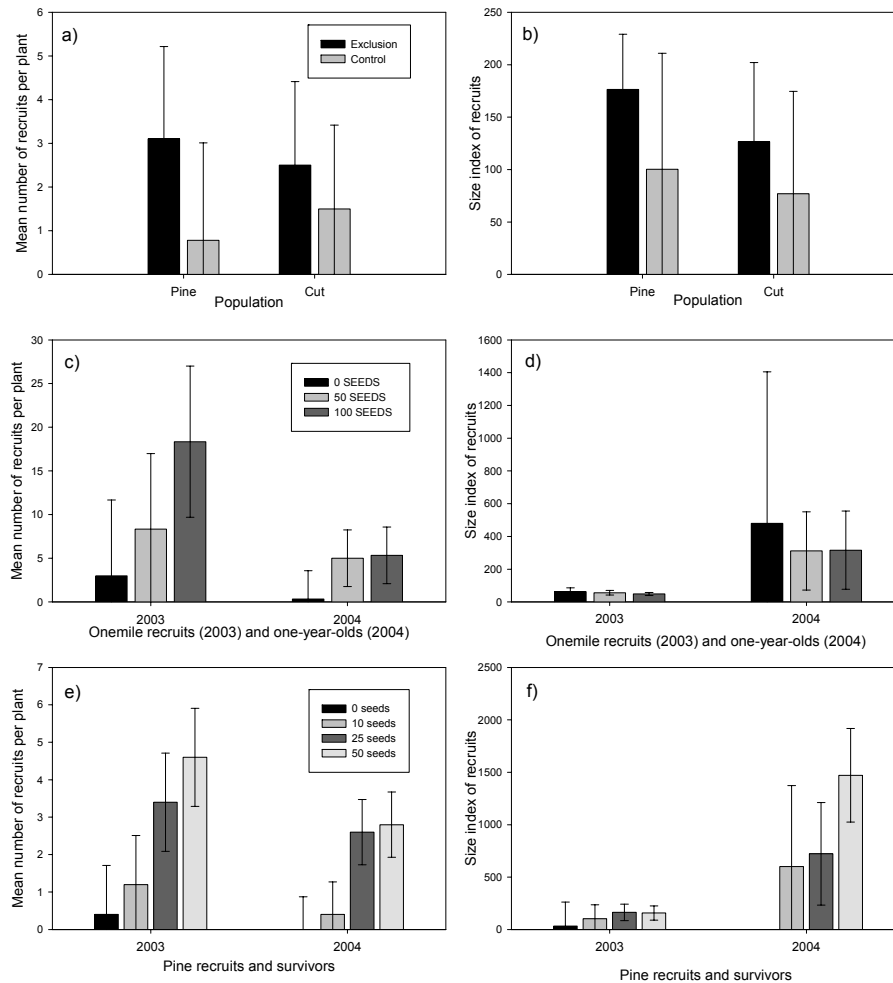 a)
Mean number of recruits per plant
6
5
4
3
2
1
0
Exclusion
Control
Pine Cut
Population
b)
Size index of recruits
250
200
150
100
50
0
Pine Cut
Population
c)
Mean number of recruits per plant
30
25
20
15
10
5
0
0 SEEDS
50 SEEDS
100 SEEDS
2003 2004
Onemile recruits (2003) and one-year-olds (2004)
d)
Size index of recruits
1600
1400
1200
1000
800
600
400
200
0
2003 2004
Onemile recruits (2003) and one-year-olds (2004)
e)
Mean number of recruits per plant
7
6
5
4
3
2
1
0
0 seeds
10 seeds
25 seeds
50 seeds
2003 2004
Pine recruits and survivors
f)
Size index of recruits
2500
2000
1500
1000
500
0
2003 2004
Pine recruits and survivors